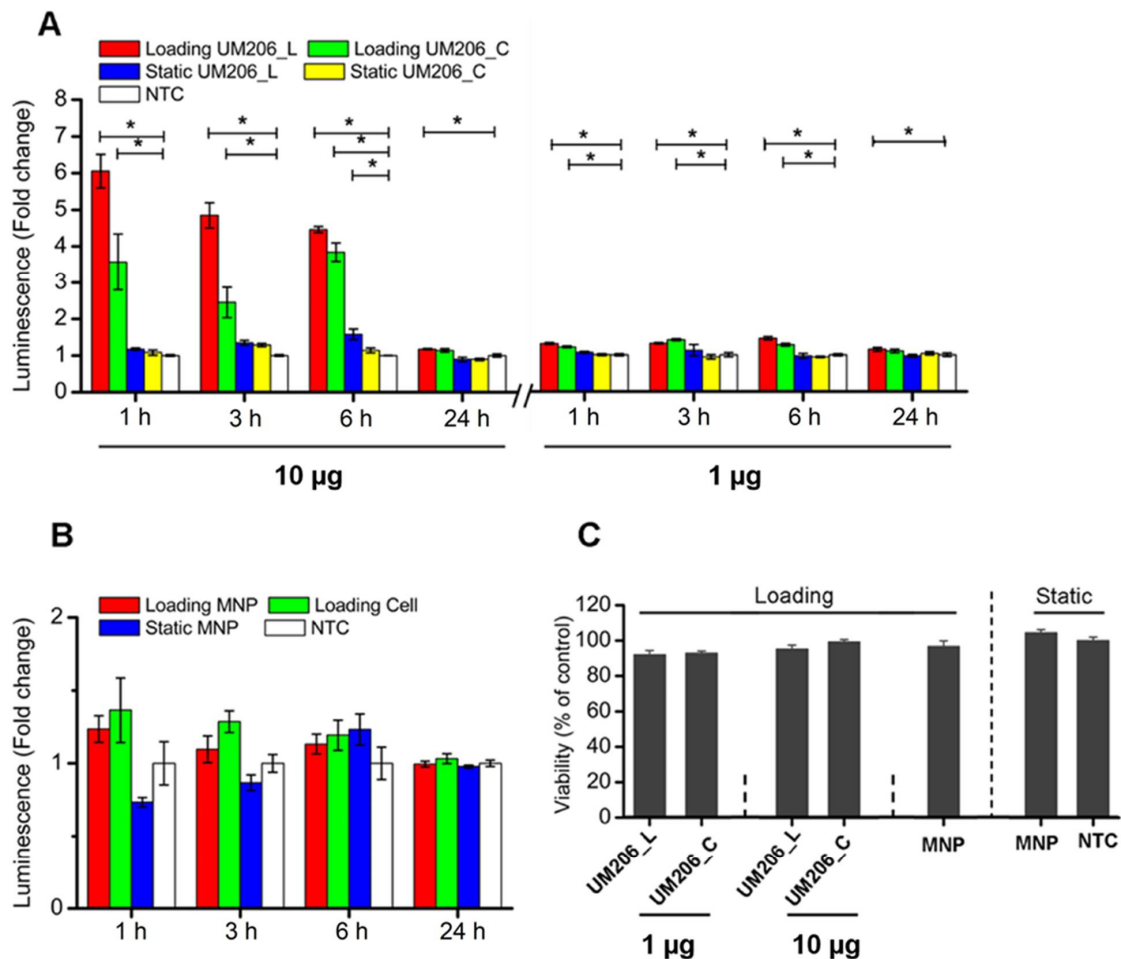 A
Loading UM206_L Loading UM206_C
Static UM206_L Static UM206_C
NTC
Luminescence (Fold change)
8
7
6
5
4
3
2
1
0
* * * * * * * *
* * * * * *
*
1 h 3 h 6 h 24 h 1 h 3 h 6 h 24 h
10 µg 1 µg
B
Loading MNP Loading Cell
Static MNP NTC
Luminescence (Fold change)
2
1
0
1 h 3 h 6 h 24 h
C
Loading Static
Viability (% of control)
120
100
80
60
40
20
0
UM206_L UM206_C UM206_L UM206_C MNP MNP NTC
1 µg 10 µg